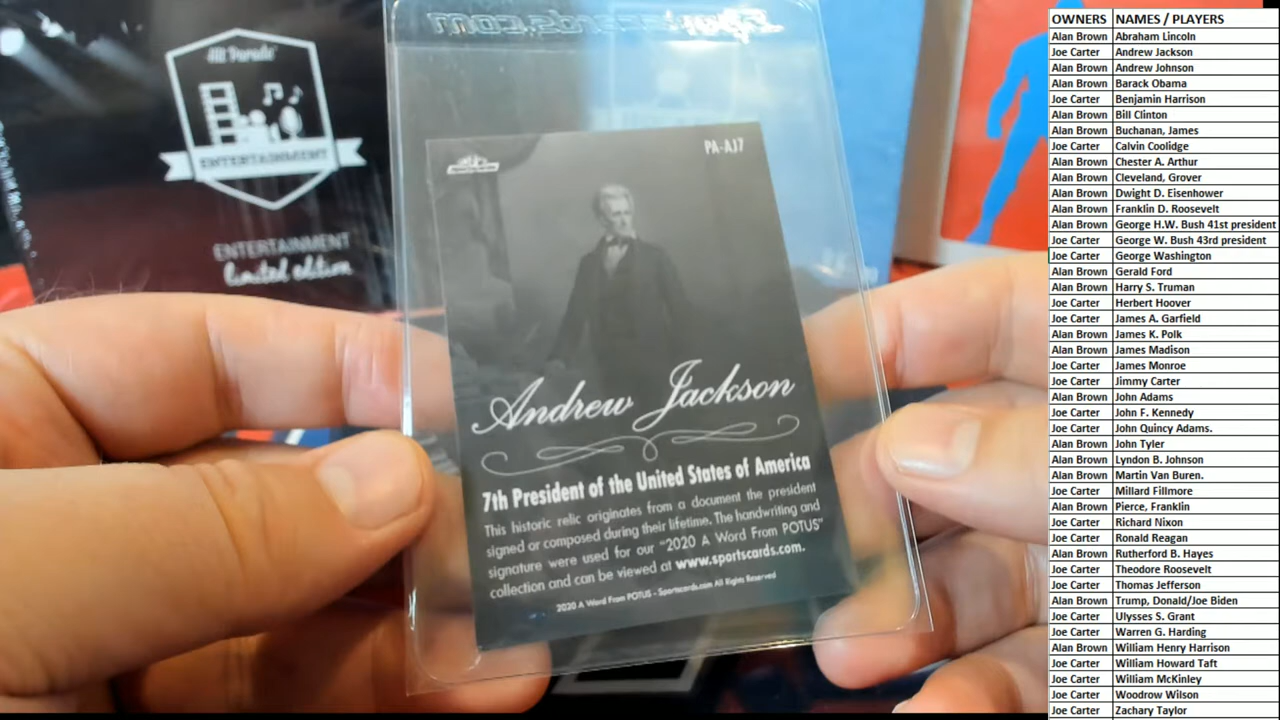 Hit Parade
ENTERTAINMENT
ENTERTAINMENT
limited edition
PA-AJ7
Andrew Jackson
7th President of the United States of America
This historic relic originates from a document the president
signed or composed during their lifetime. The handwriting and
signature were used for our "2020 A Word From POTUS"
collection and can be viewed at www.sportscards.com.
2020 A Word From POTUS - Sportscards.com All Rights Reserved
OWNERS NAMES / PLAYERS
Alan Brown Abraham Lincoln
Joe Carter Andrew Jackson
Alan Brown Andrew Johnson
Alan Brown Barack Obama
Joe Carter Benjamin Harrison
Alan Brown Bill Clinton
Alan Brown Buchanan, James
Joe Carter Calvin Coolidge
Alan Brown Chester A. Arthur
Alan Brown Cleveland, Grover
Alan Brown Dwight D. Eisenhower
Alan Brown Franklin D. Roosevelt
Alan Brown George H.W. Bush 41st president
Joe Carter George W. Bush 43rd president
Joe Carter George Washington
Alan Brown Gerald Ford
Alan Brown Harry S. Truman
Joe Carter Herbert Hoover
Joe Carter James A. Garfield
Alan Brown James K. Polk
Alan Brown James Madison
Joe Carter James Monroe
Joe Carter Jimmy Carter
Alan Brown John Adams
Joe Carter John F. Kennedy
Joe Carter John Quincy Adams.
Alan Brown John Tyler
Alan Brown Lyndon B. Johnson
Alan Brown Martin Van Buren.
Joe Carter Millard Fillmore
Alan Brown Pierce, Franklin
Joe Carter Richard Nixon
Joe Carter Ronald Reagan
Alan Brown Rutherford B. Hayes
Joe Carter Theodore Roosevelt
Joe Carter Thomas Jefferson
Alan Brown Trump, Donald/Joe Biden
Joe Carter Ulysses S. Grant
Joe Carter Warren G. Harding
Alan Brown William Henry Harrison
Joe Carter William Howard Taft
Joe Carter William McKinley
Joe Carter Woodrow Wilson
Joe Carter Zachary Taylor